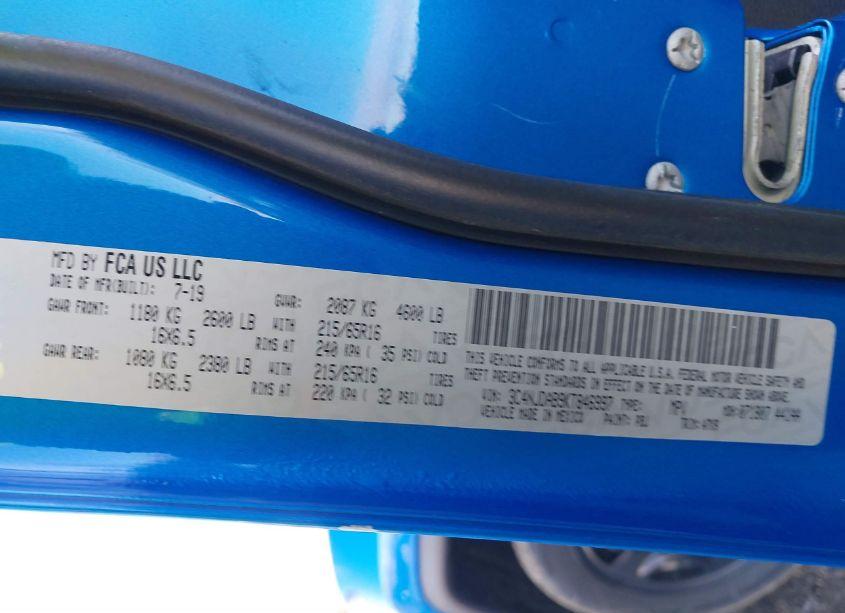 MFD BY FCA US LLC
DATE OF MFR(BUILT): 7-19 GVWR: 2087 KG 4600 LB
GAWR FRONT: 1180 KG 2600 LB WITH 215/65R16 TIRES
16X6.5 RIMS AT 240 KPA ( 35 PSI) COLD
GAWR REAR: 1080 KG 2380 LB WITH 215/65R16 TIRES
16X6.5 RIMS AT 220 KPA ( 32 PSI) COLD
THIS VEHICLE CONFORMS TO ALL APPLICABLE U.S.A. FEDERAL MOTOR VEHICLE SAFETY AND
THEFT PREVENTION STANDARDS IN EFFECT ON THE DATE OF MANUFACTURE SHOWN ABOVE.
VIN: TYPE: MPV MDH:
VEHICLE MADE IN MEXICO PAINT: TRIM: